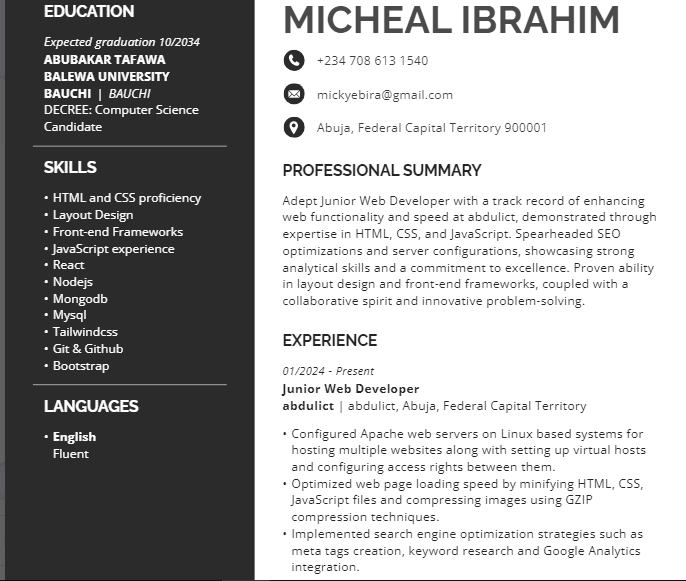 EDUCATION
Expected graduation 10/2034
ABUBAKAR TAFAWA
BALEWA UNIVERSITY
BAUCHI | BAUCHI
DECREE: Computer Science
Candidate
SKILLS
• HTML and CSS proficiency
• Layout Design
• Front-end Frameworks
• JavaScript experience
• React
• Nodejs
• Mongodb
• Mysql
• Tailwindcss
• Git & Github
• Bootstrap
LANGUAGES
• English
Fluent
MICHEAL IBRAHIM
+234 708 613 1540
mickyebira@gmail.com
Abuja, Federal Capital Territory 900001
PROFESSIONAL SUMMARY
Adept Junior Web Developer with a track record of enhancing
web functionality and speed at abdulict, demonstrated through
expertise in HTML, CSS, and JavaScript. Spearheaded SEO
optimizations and server configurations, showcasing strong
analytical skills and a commitment to excellence. Proven ability
in layout design and front-end frameworks, coupled with a
collaborative spirit and innovative problem-solving.
EXPERIENCE
01/2024 - Present
Junior Web Developer
abdulict | abdulict, Abuja, Federal Capital Territory
• Configured Apache web servers on Linux based systems for
hosting multiple websites along with setting up virtual hosts
and configuring access rights between them.
• Optimized web page loading speed by minifying HTML, CSS,
JavaScript files and compressing images using GZIP
compression techniques.
• Implemented search engine optimization strategies such as
meta tags creation, keyword research and Google Analytics
integration.